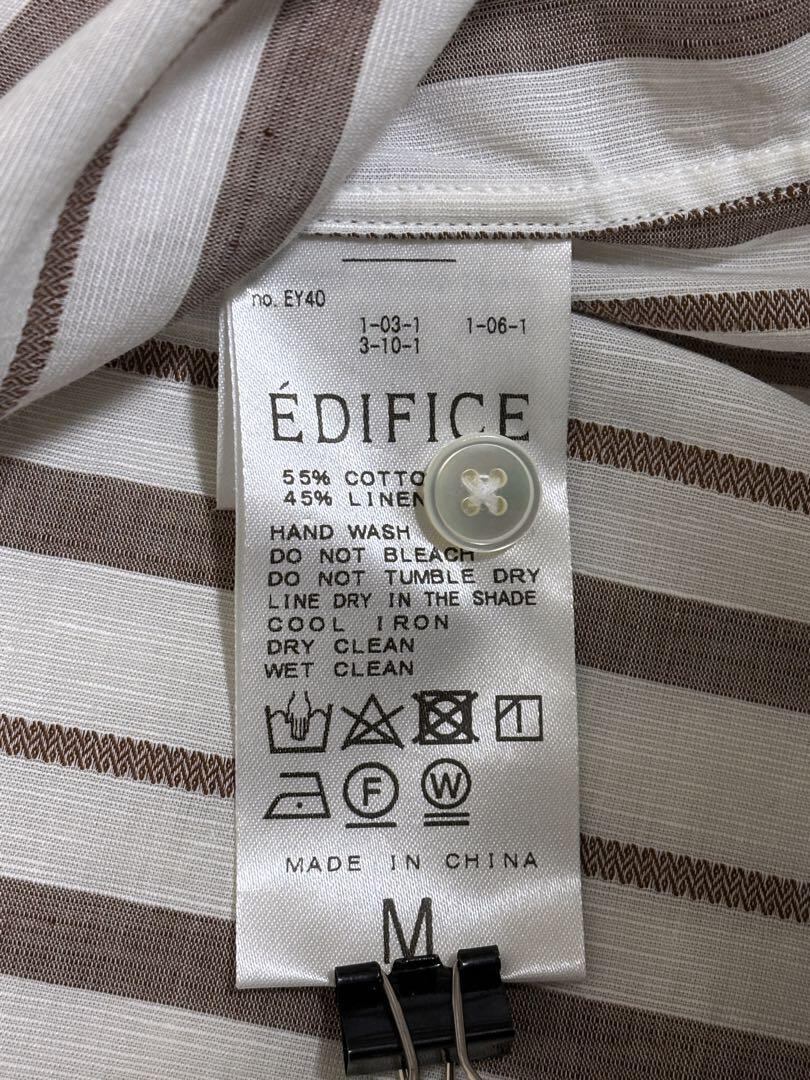 no. EY40
1-03-1 1-06-1
3-10-1
ÉDIFICE
55% COTTO
45% LINEN
HAND WASH
DO NOT BLEACH
DO NOT TUMBLE DRY
LINE DRY IN THE SHADE
COOL IRON
DRY CLEAN
WET CLEAN
F W
MADE IN CHINA
M